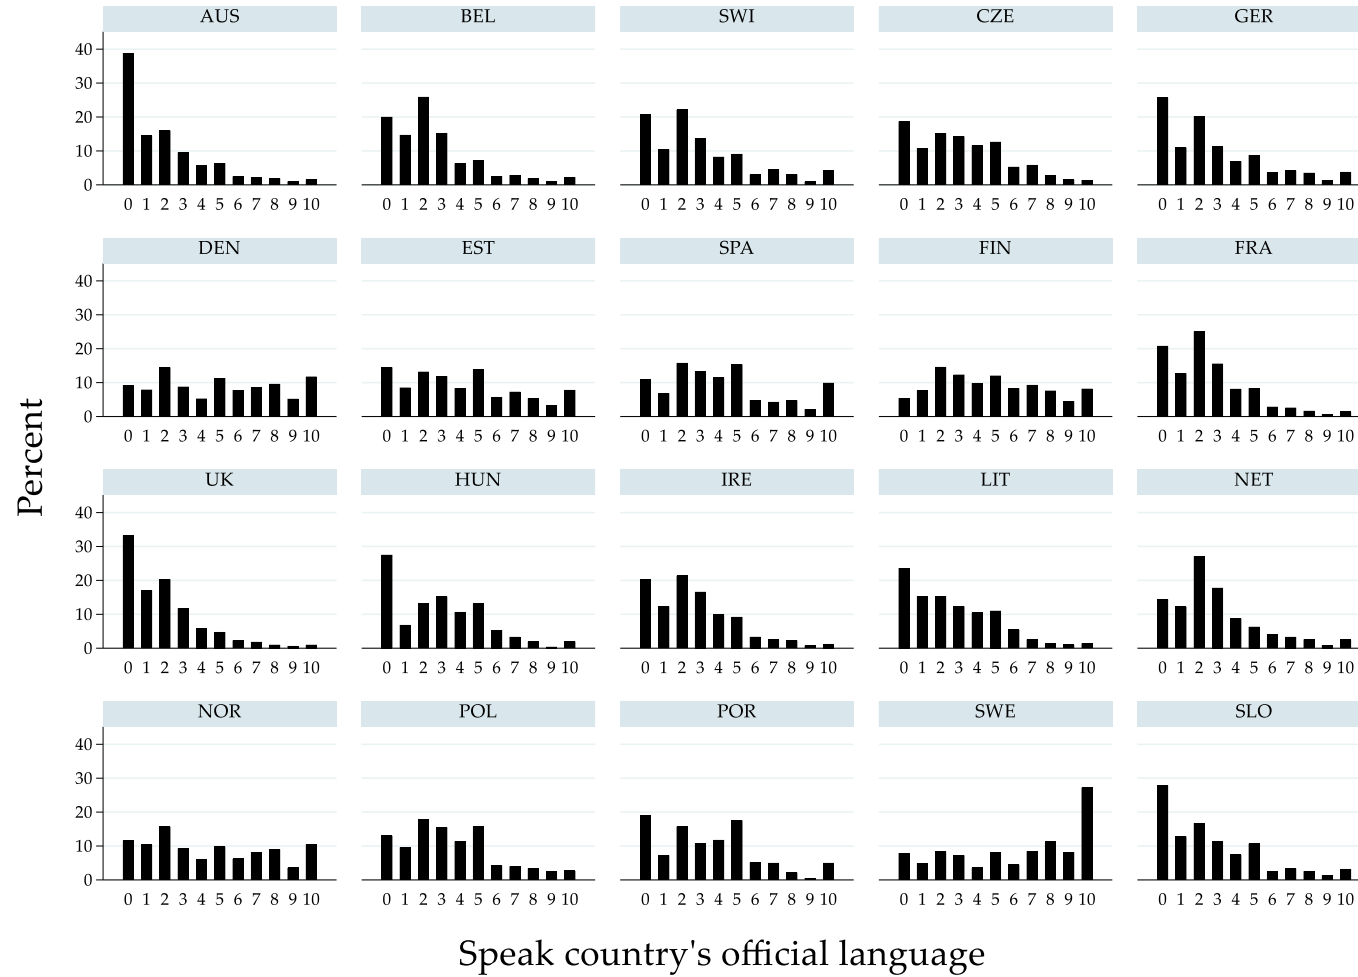 AUS BEL SWI CZE GER
40
30
20
10
0
0 1 2 3 4 5 6 7 8 9 10 0 1 2 3 4 5 6 7 8 9 10 0 1 2 3 4 5 6 7 8 9 10 0 1 2 3 4 5 6 7 8 9 10 0 1 2 3 4 5 6 7 8 9 10
DEN EST SPA FIN FRA
40
30
20
10
0
0 1 2 3 4 5 6 7 8 9 10 0 1 2 3 4 5 6 7 8 9 10 0 1 2 3 4 5 6 7 8 9 10 0 1 2 3 4 5 6 7 8 9 10 0 1 2 3 4 5 6 7 8 9 10
Percent
UK HUN IRE LIT NET
40
30
20
10
0
0 1 2 3 4 5 6 7 8 9 10 0 1 2 3 4 5 6 7 8 9 10 0 1 2 3 4 5 6 7 8 9 10 0 1 2 3 4 5 6 7 8 9 10 0 1 2 3 4 5 6 7 8 9 10
NOR POL POR SWE SLO
40
30
20
10
0
0 1 2 3 4 5 6 7 8 9 10 0 1 2 3 4 5 6 7 8 9 10 0 1 2 3 4 5 6 7 8 9 10 0 1 2 3 4 5 6 7 8 9 10 0 1 2 3 4 5 6 7 8 9 10
Speak country's official language